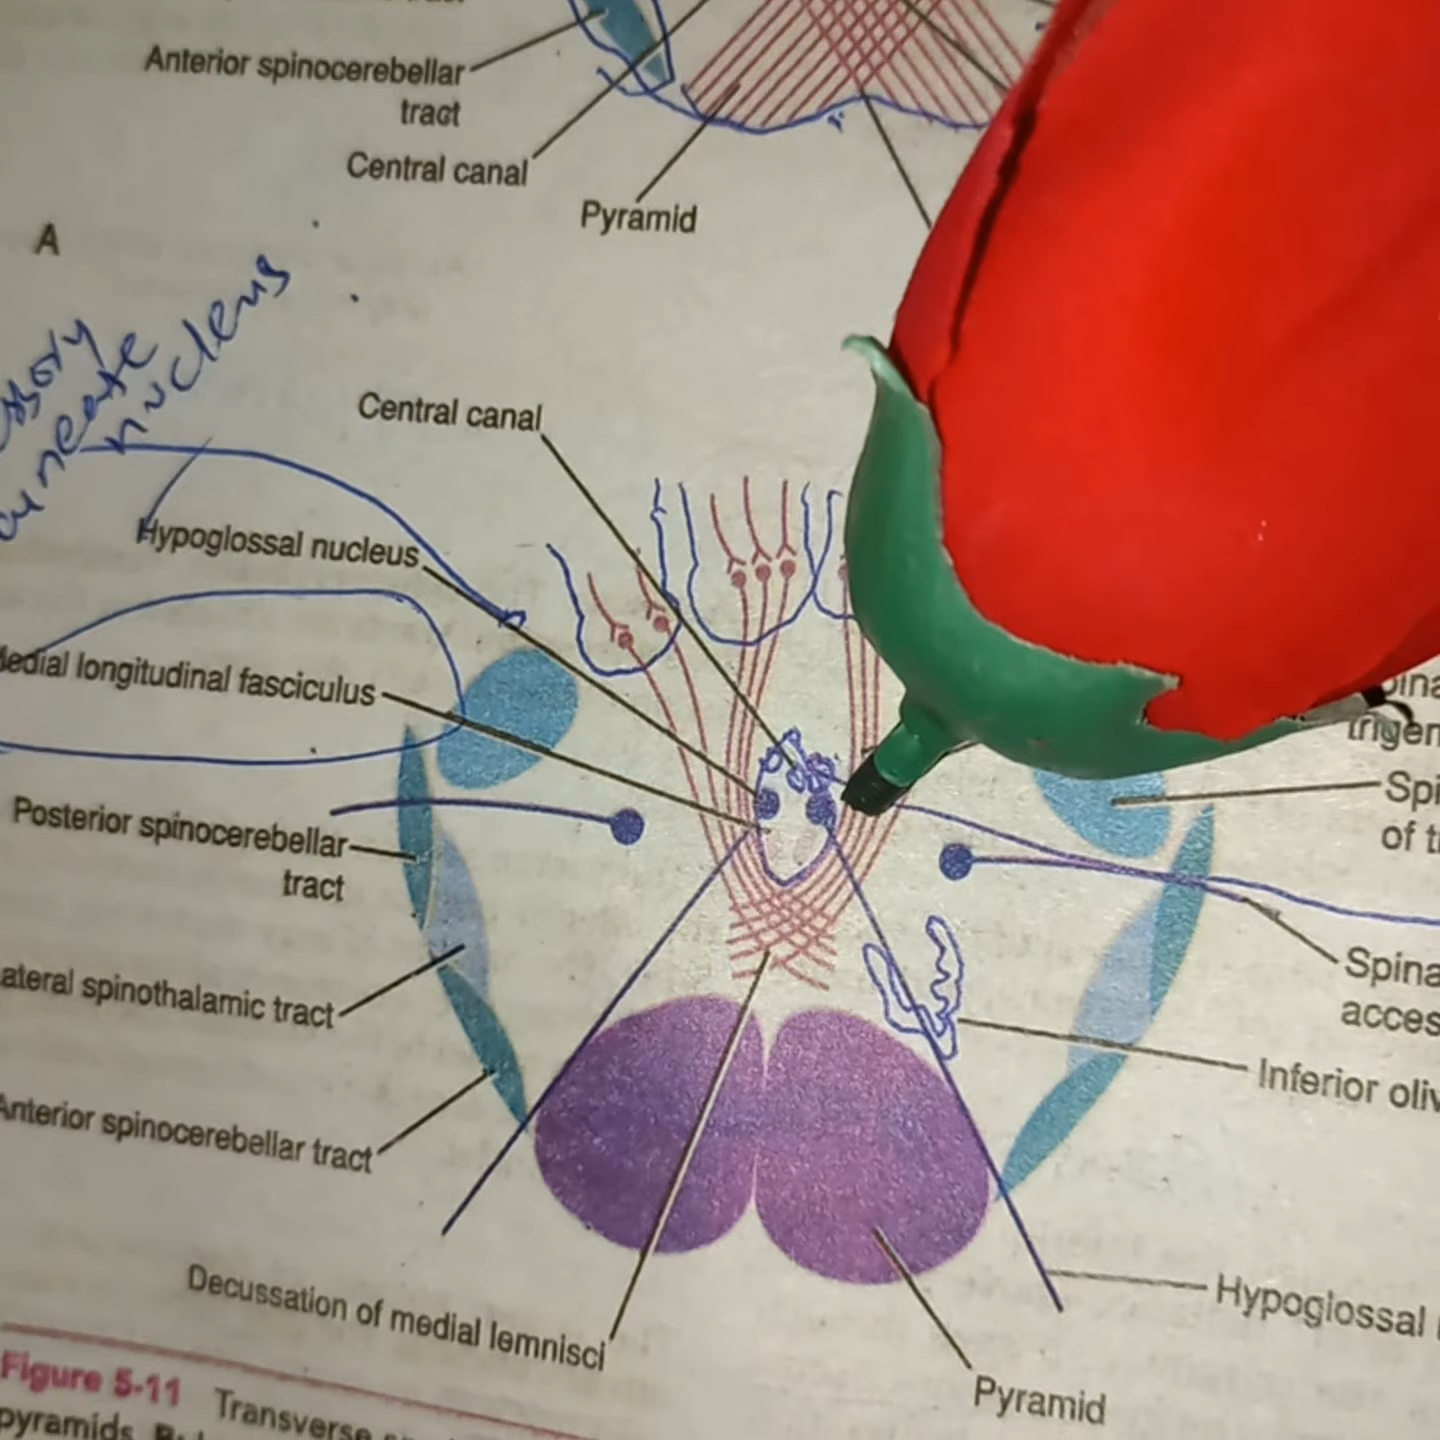 Anterior spinocerebellar
tract
Central canal
Pyramid
A
nucleus
Central canal
Hypoglossal nucleus
edial longitudinal fasciculus
Posterior spinocerebellar
tract
ateral spinothalamic tract
Anterior spinocerebellar tract
Decussation of medial lemnisci
trigen
Spi
of t
Spina
acces
Inferior oliv
Hypoglossal
Pyramid
Figure 5-11 Transverse
pyramids.